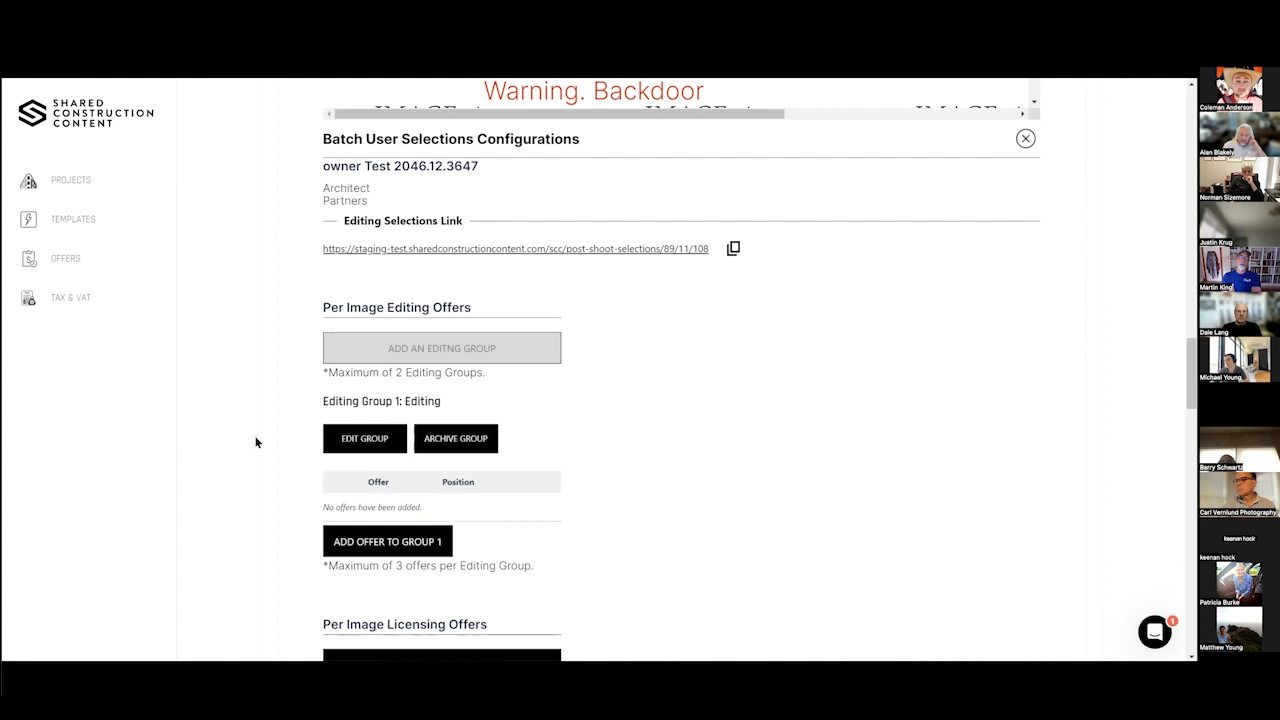 SHARED
CONSTRUCTION
CONTENT
PROJECTS
TEMPLATES
OFFERS
TAX & VAT
Warning. Backdoor
Batch User Selections Configurations
owner Test 2046.12.3647
Architect
Partners
Editing Selections Link
https://staging-test.sharedconstructioncontent.com/scc/post-shoot-selections/89/11/108
Per Image Editing Offers
ADD AN EDITNG GROUP
*Maximum of 2 Editing Groups.
Editing Group 1: Editing
EDIT GROUP ARCHIVE GROUP
Offer Position
No offers have been added.
ADD OFFER TO GROUP 1
*Maximum of 3 offers per Editing Group.
Per Image Licensing Offers
1
Coleman Anderson
Alan Blakely
Norman Sizemore
Justin Krug
Martin King
Dale Lang
Michael Young
Barry Schwartz
Carl Vernlund Photography
keenan hock
keenan hock
Patricia Burke
Matthew Young